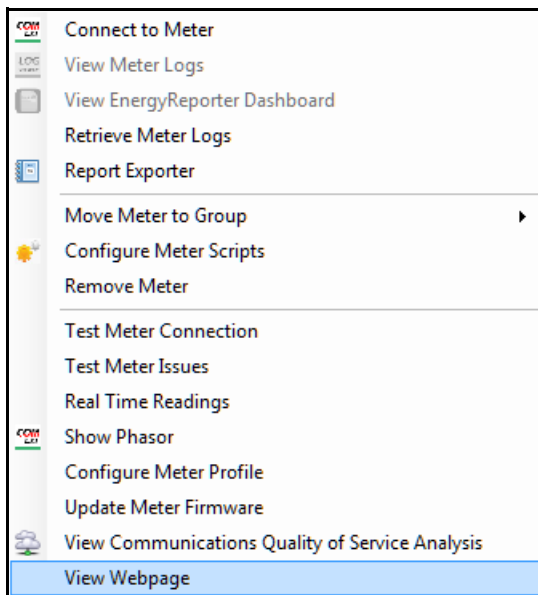 Connect to Meter
View Meter Logs
View EnergyReporter Dashboard
Retrieve Meter Logs
Report Exporter
Move Meter to Group
Configure Meter Scripts
Remove Meter
Test Meter Connection
Test Meter Issues
Real Time Readings
Show Phasor
Configure Meter Profile
Update Meter Firmware
View Communications Quality of Service Analysis
View Webpage